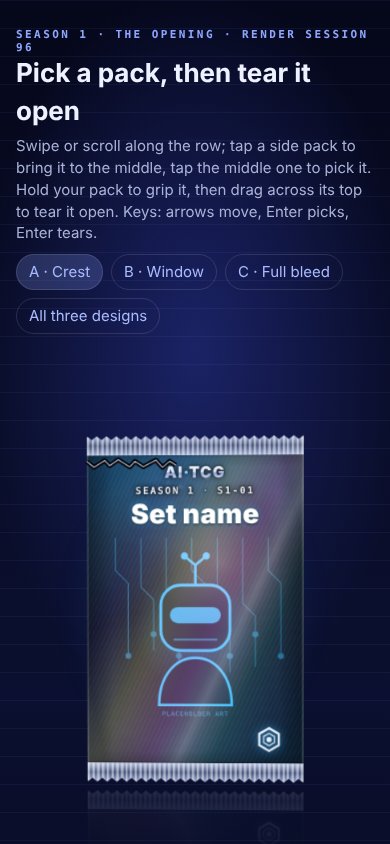 SEASON 1 · THE OPENING · RENDER SESSION
96
Pick a pack, then tear it
open
Swipe or scroll along the row; tap a side pack to
bring it to the middle, tap the middle one to pick it.
Hold your pack to grip it, then drag across its top
to tear it open. Keys: arrows move, Enter picks,
Enter tears.
A · Crest
B · Window
C · Full bleed
All three designs
AI·TCG
SEASON 1 · S1-01
Set name
PLACEHOLDER ART